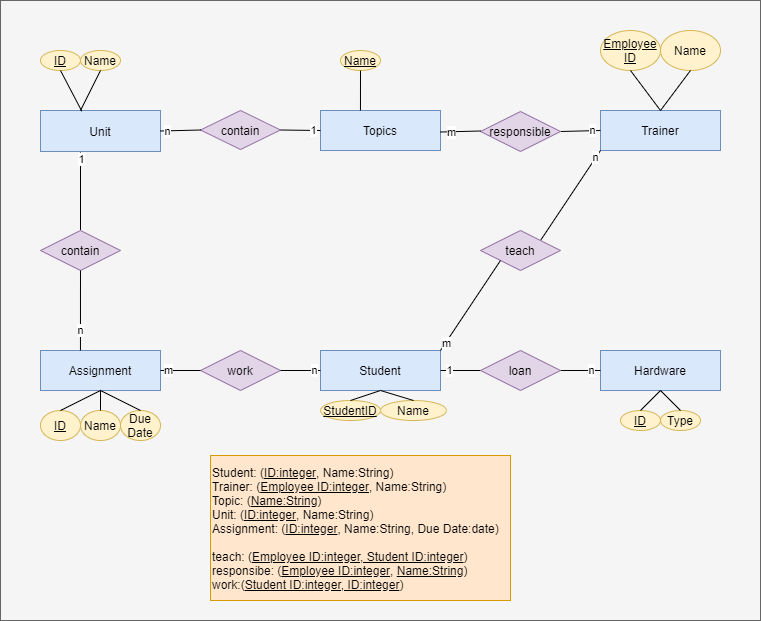 Employee
ID
Name
ID
Name
Name
Unit
n
contain
1
Topics
m
responsible
n
Trainer
1
n
contain
teach
n
m
Assignment
m
work
n
Student
1
loan
n
Hardware
ID
Name
Due
Date
StudentID
Name
ID
Type
Student: (ID:integer, Name:String)
Trainer: (Employee ID:integer, Name:String)
Topic: (Name:String)
Unit: (ID:integer, Name:String)
Assignment: (ID:integer, Name:String, Due Date:date)
teach: (Employee ID:integer, Student ID:integer)
responsibe: (Employee ID:integer, Name:String)
work:(Student ID:integer, ID:integer)